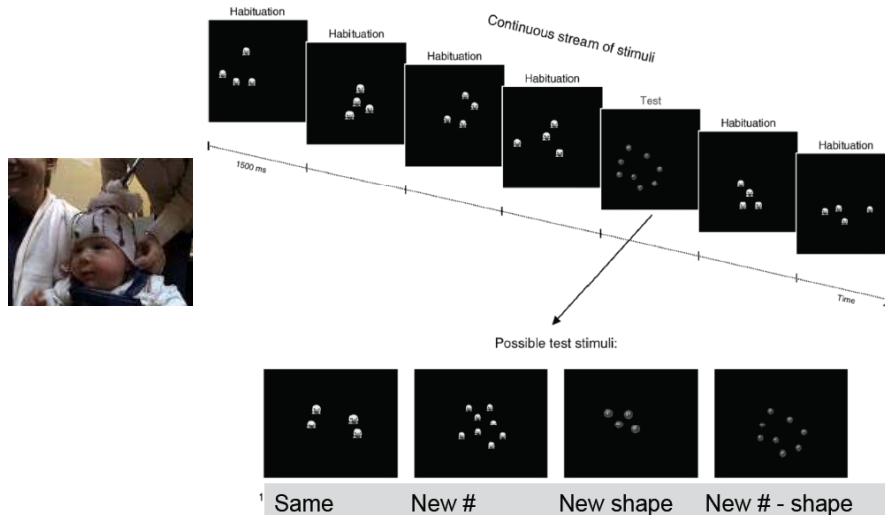 Habituation
Habituation
Habituation
Habituation
Continuous stream of stimuli
Test
Habituation
Habituation
1500 ms
Time
Possible test stimuli:
1
Same New # New shape New # - shape